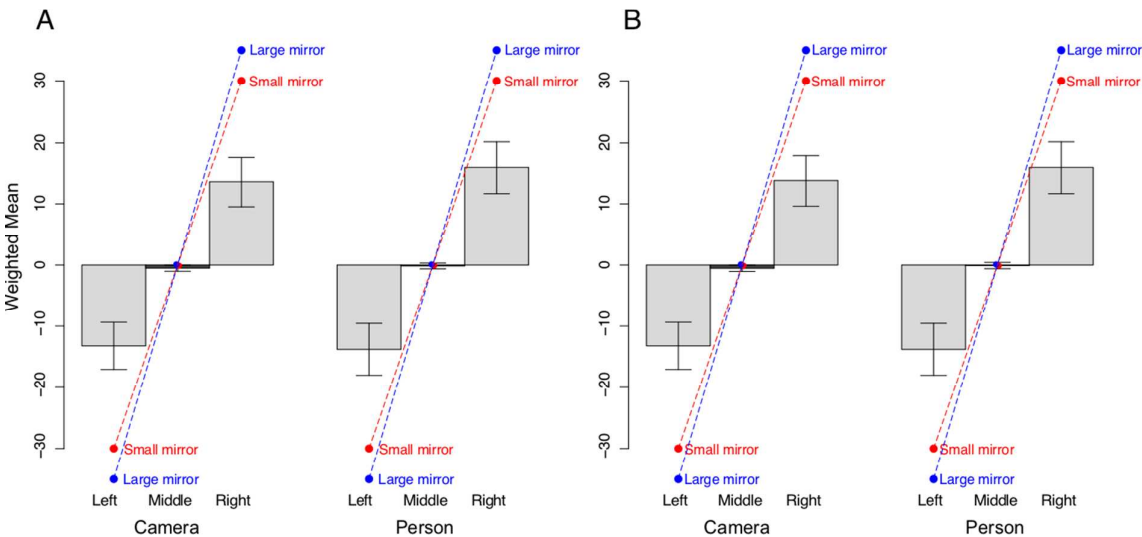 A
B
Large mirror
Large mirror
Large mirror
Large mirror
Small mirror
Small mirror
Small mirror
Small mirror
30
20
10
0
−10
−20
−30
Weighted Mean
30
20
10
0
−10
−20
−30
Small mirror
Small mirror
Small mirror
Small mirror
Large mirror
Large mirror
Large mirror
Large mirror
Left Middle Right
Left Middle Right
Left Middle Right
Left Middle Right
Camera
Person
Camera
Person